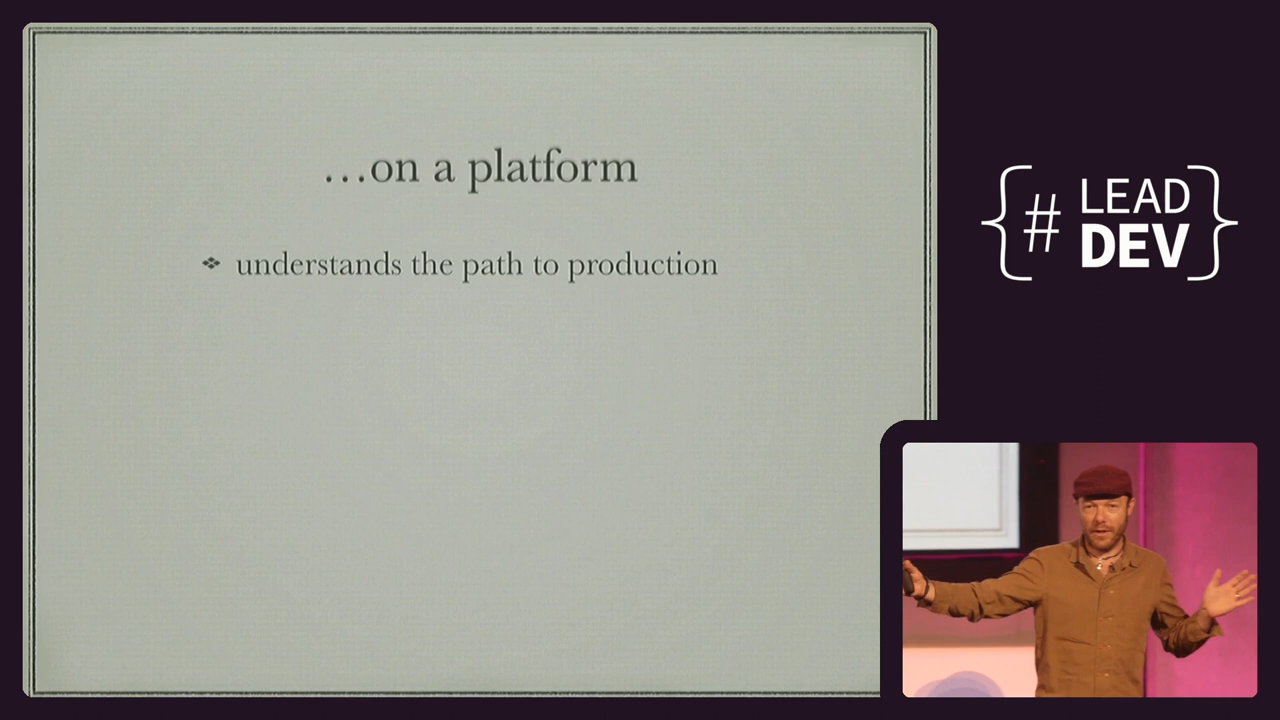 …on a platform
❖ understands the path to production
{# LEAD
DEV}